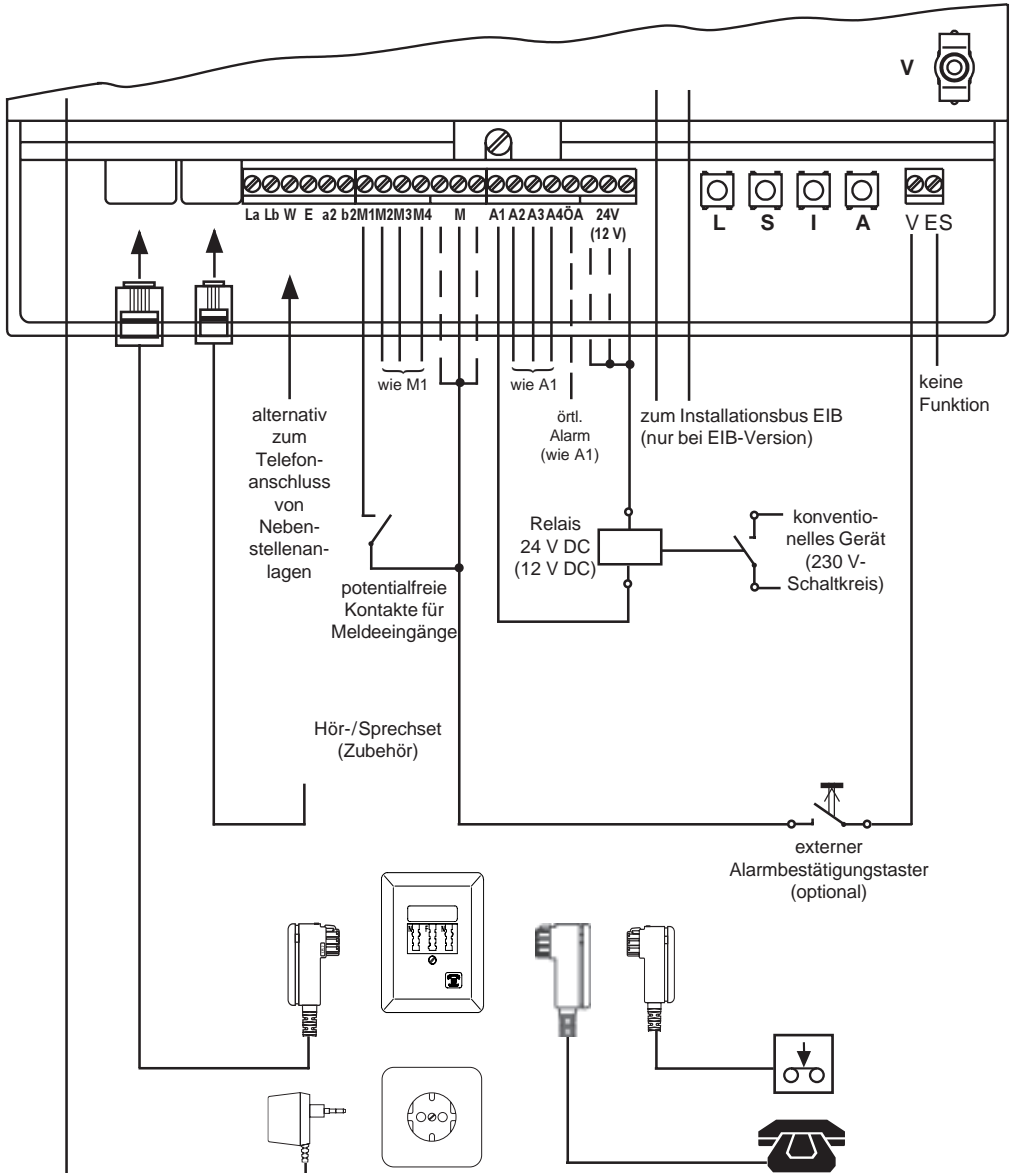 V
La Lb W E a2 b2 M1 M2 M3 M4 M A1 A2 A3 A4 ÖA 24V
(12 V)
L S I A V ES
wie M1
wie A1
alternativ
zum
Telefon-
anschluss
von
Neben-
stellenan-
lagen
örtl.
Alarm
(wie A1)
zum Installationsbus EIB
(nur bei EIB-Version)
keine
Funktion
Relais
24 V DC
(12 V DC)
konventio-
nelles Gerät
(230 V-
Schaltkreis)
potentialfreie
Kontakte für
Meldeeingänge
Hör-/Sprechset
(Zubehör)
externer
Alarmbestätigungstaster
(optional)
N F N